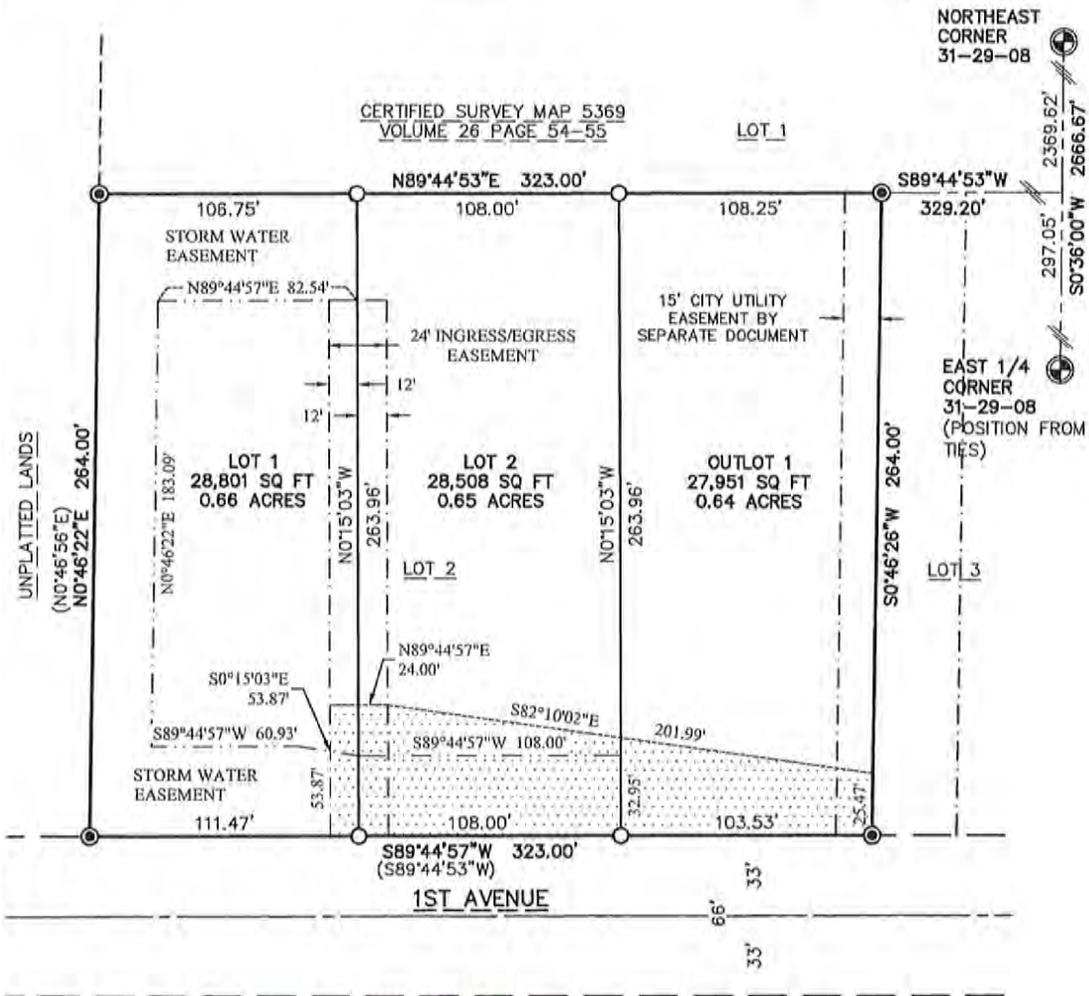 NORTHEAST
CORNER
31-29-08
2369.62'
S0°36'00"W 2666.67'
297.05'
CERTIFIED SURVEY MAP 5369
VOLUME 26 PAGE 54-55
LOT 1
N89°44'53"E 323.00'
S89°44'53"W
329.20'
106.75'
108.00'
108.25'
STORM WATER
EASEMENT
N89°44'57"E 82.54'
24' INGRESS/EGRESS
EASEMENT
15' CITY UTILITY
EASEMENT BY
SEPARATE DOCUMENT
12'
12'
EAST 1/4
CORNER
31-29-08
(POSITION FROM
TIES)
UNPLATTED LANDS
(N0°46'56"E)
N0°46'22"E 264.00'
N0°46'22"E 183.09'
LOT 1
28,801 SQ FT
0.66 ACRES
N0°15'03"W
263.96'
LOT 2
28,508 SQ FT
0.65 ACRES
N0°15'03"W
263.96'
OUTLOT 1
27,951 SQ FT
0.64 ACRES
S0°46'26"W 264.00'
LOT 2
LOT 3
N89°44'57"E
24.00'
S0°15'03"E
53.87'
S82°10'02"E
201.99'
S89°44'57"W 60.93'
S89°44'57"W 108.00'
STORM WATER
EASEMENT
53.87'
32.95'
25.47'
111.47'
108.00'
103.53'
S89°44'57"W 323.00'
(S89°44'53"W)
1ST AVENUE
33'
66'
33'